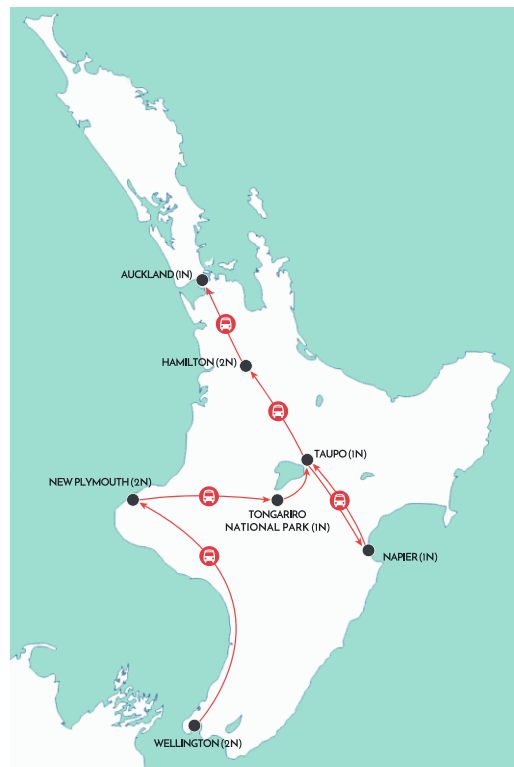 AUCKLAND (1N)
HAMILTON (2N)
TAUPO (1N)
NEW PLYMOUTH (2N)
TONGARIRO
NATIONAL PARK (1N)
NAPIER (1N)
WELLINGTON (2N)